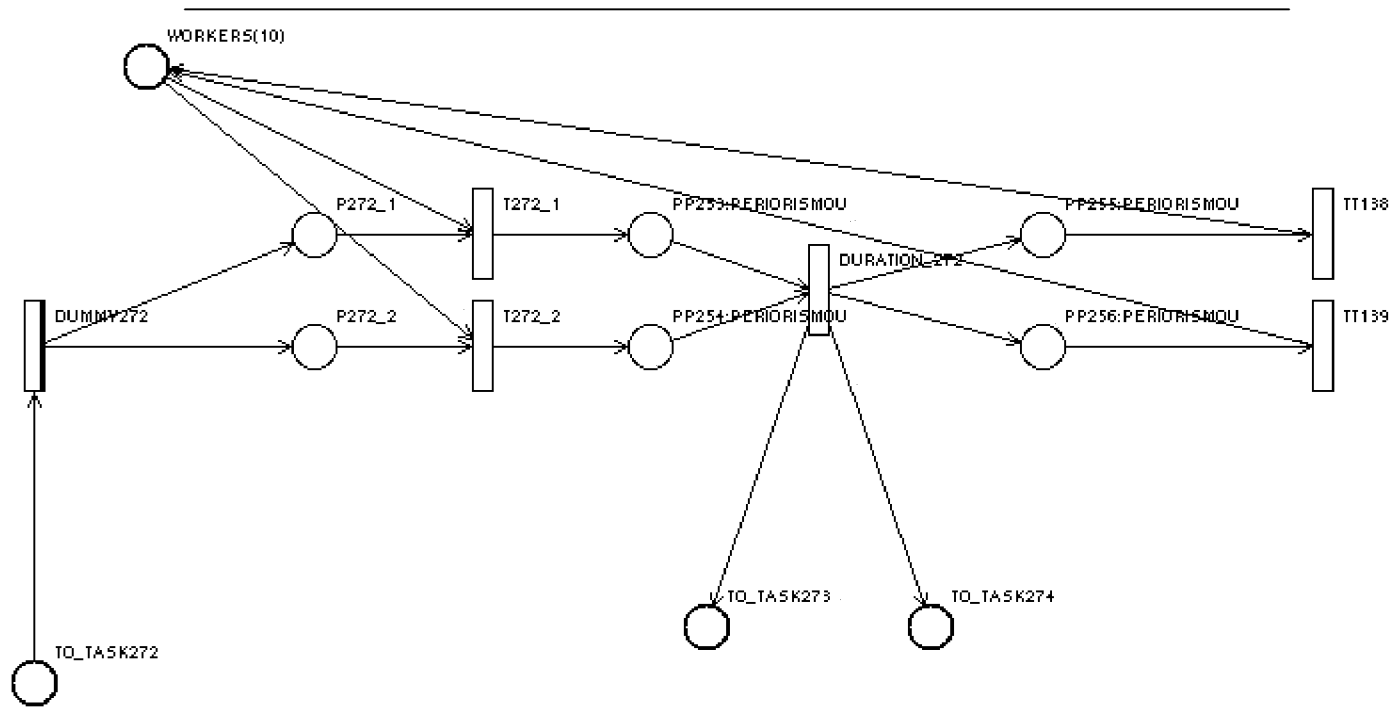 WORKERS(10)
P272_1
T272_1
PP253:PERIORISMOU
PP255:PERIORISMOU
TT138
DURATION_272
DUMMY272
P272_2
T272_2
PP254:PERIORISMOU
PP256:PERIORISMOU
TT139
TO_TASK273
TO_TASK274
TO_TASK272